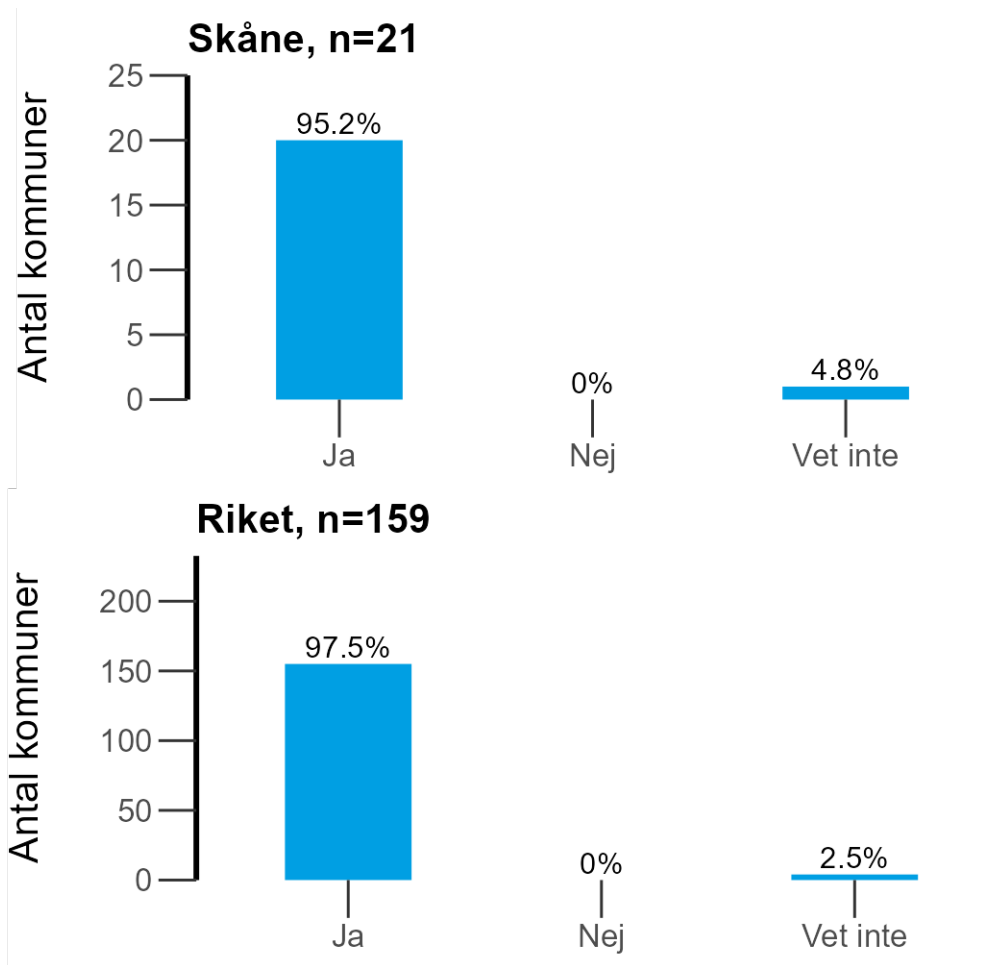 Skåne, n=21
Antal kommuner
25
20
15
10
5
0
95.2%
0%
4.8%
Ja
Nej
Vet inte
Riket, n=159
Antal kommuner
200
150
100
50
0
97.5%
0%
2.5%
Ja
Nej
Vet inte